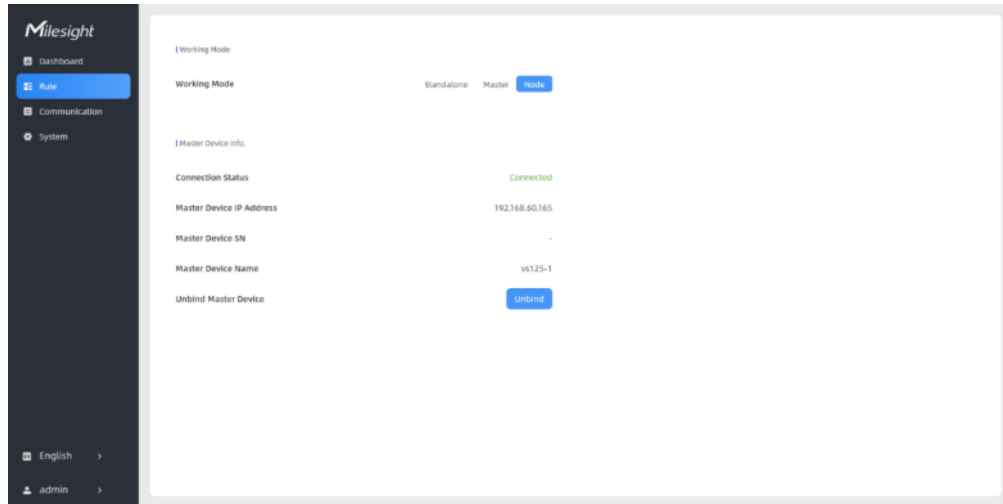 Milesight
Dashboard
Rule
Communication
System
English >
admin >
Working Mode
Working Mode Standalone Master Node
Master Device Info.
Connection Status Connected
Master Device IP Address 192.168.60.165
Master Device SN -
Master Device Name vs125-1
Unbind Master Device Unbind